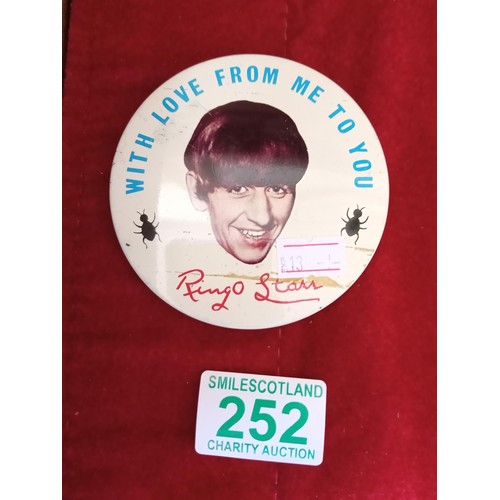 WITH LOVE FROM ME TO YOU
Ringo Starr
SMILESCOTLAND
252
CHARITY AUCTION